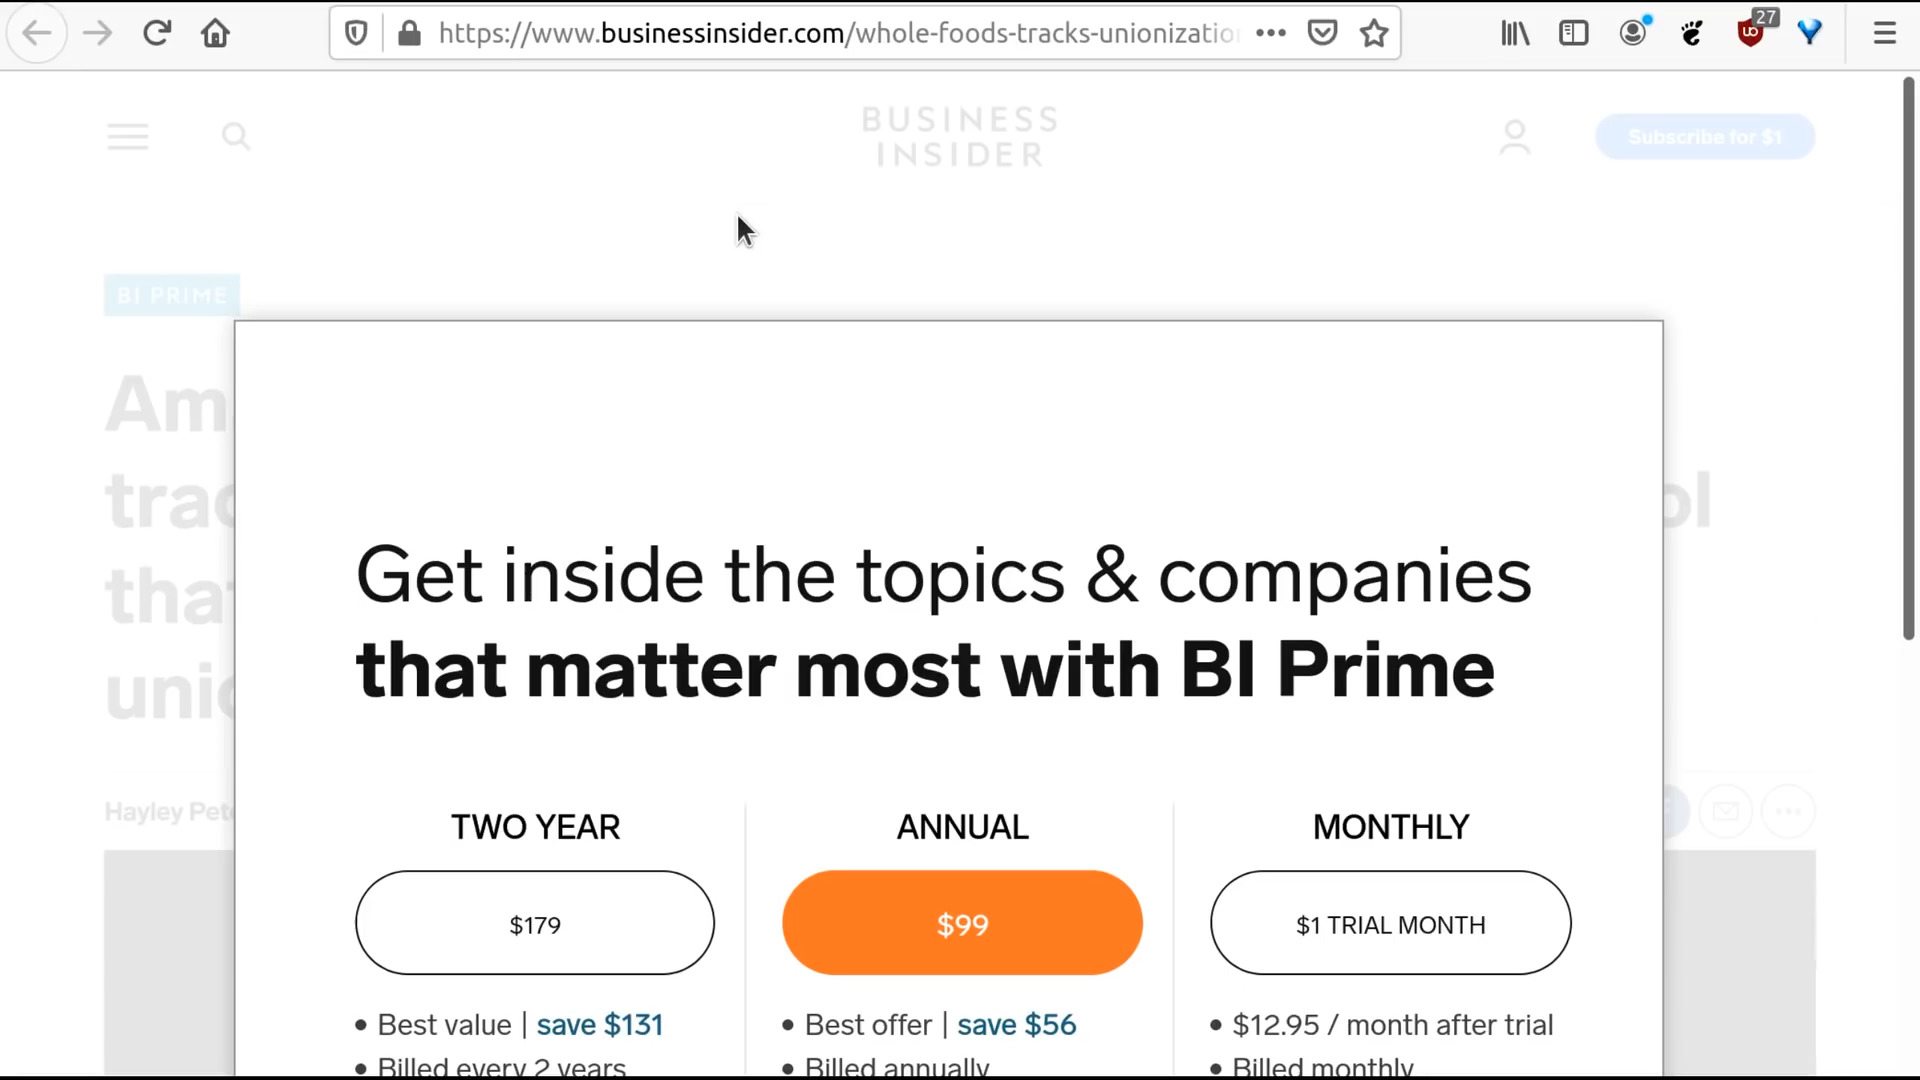 27
https://www.businessinsider.com/whole-foods-tracks-unionizatio
BUSINESS
INSIDER
Subscribe for $1
BI PRIME
Get inside the topics & companies
that matter most with BI Prime
Hayley
TWO YEAR
ANNUAL
MONTHLY
$179
$99
$1 TRIAL MONTH
• Best value | save $131
• Best offer | save $56
• $12.95 / month after trial
• Billed every 2 years
• Billed annually
• Billed monthly